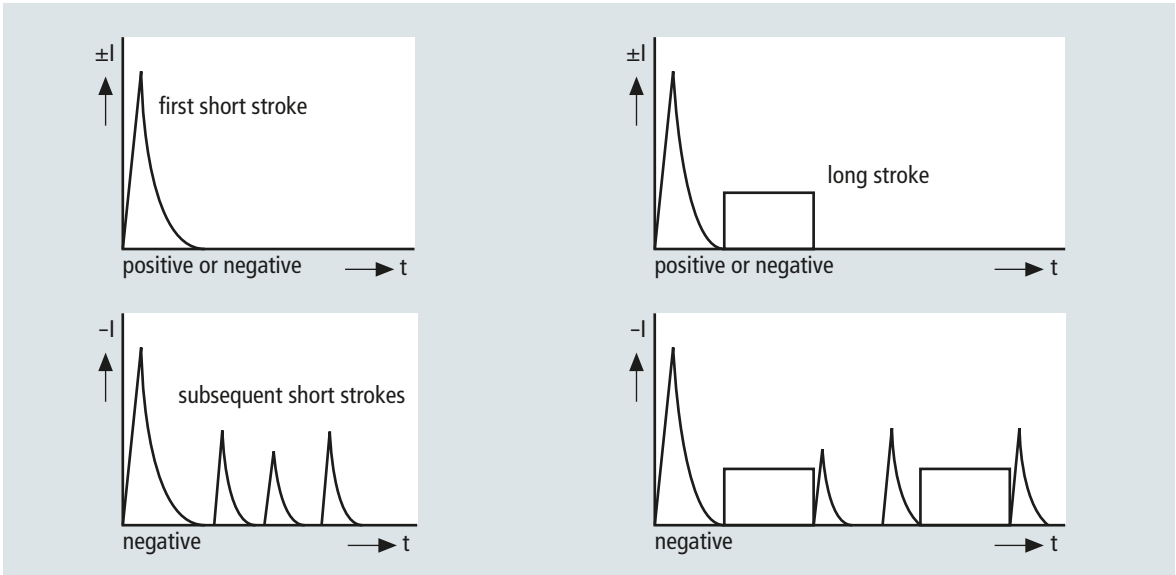 ±I
first short stroke
positive or negative
t
±I
long stroke
positive or negative
t
–I
subsequent short strokes
negative
t
–I
negative
t